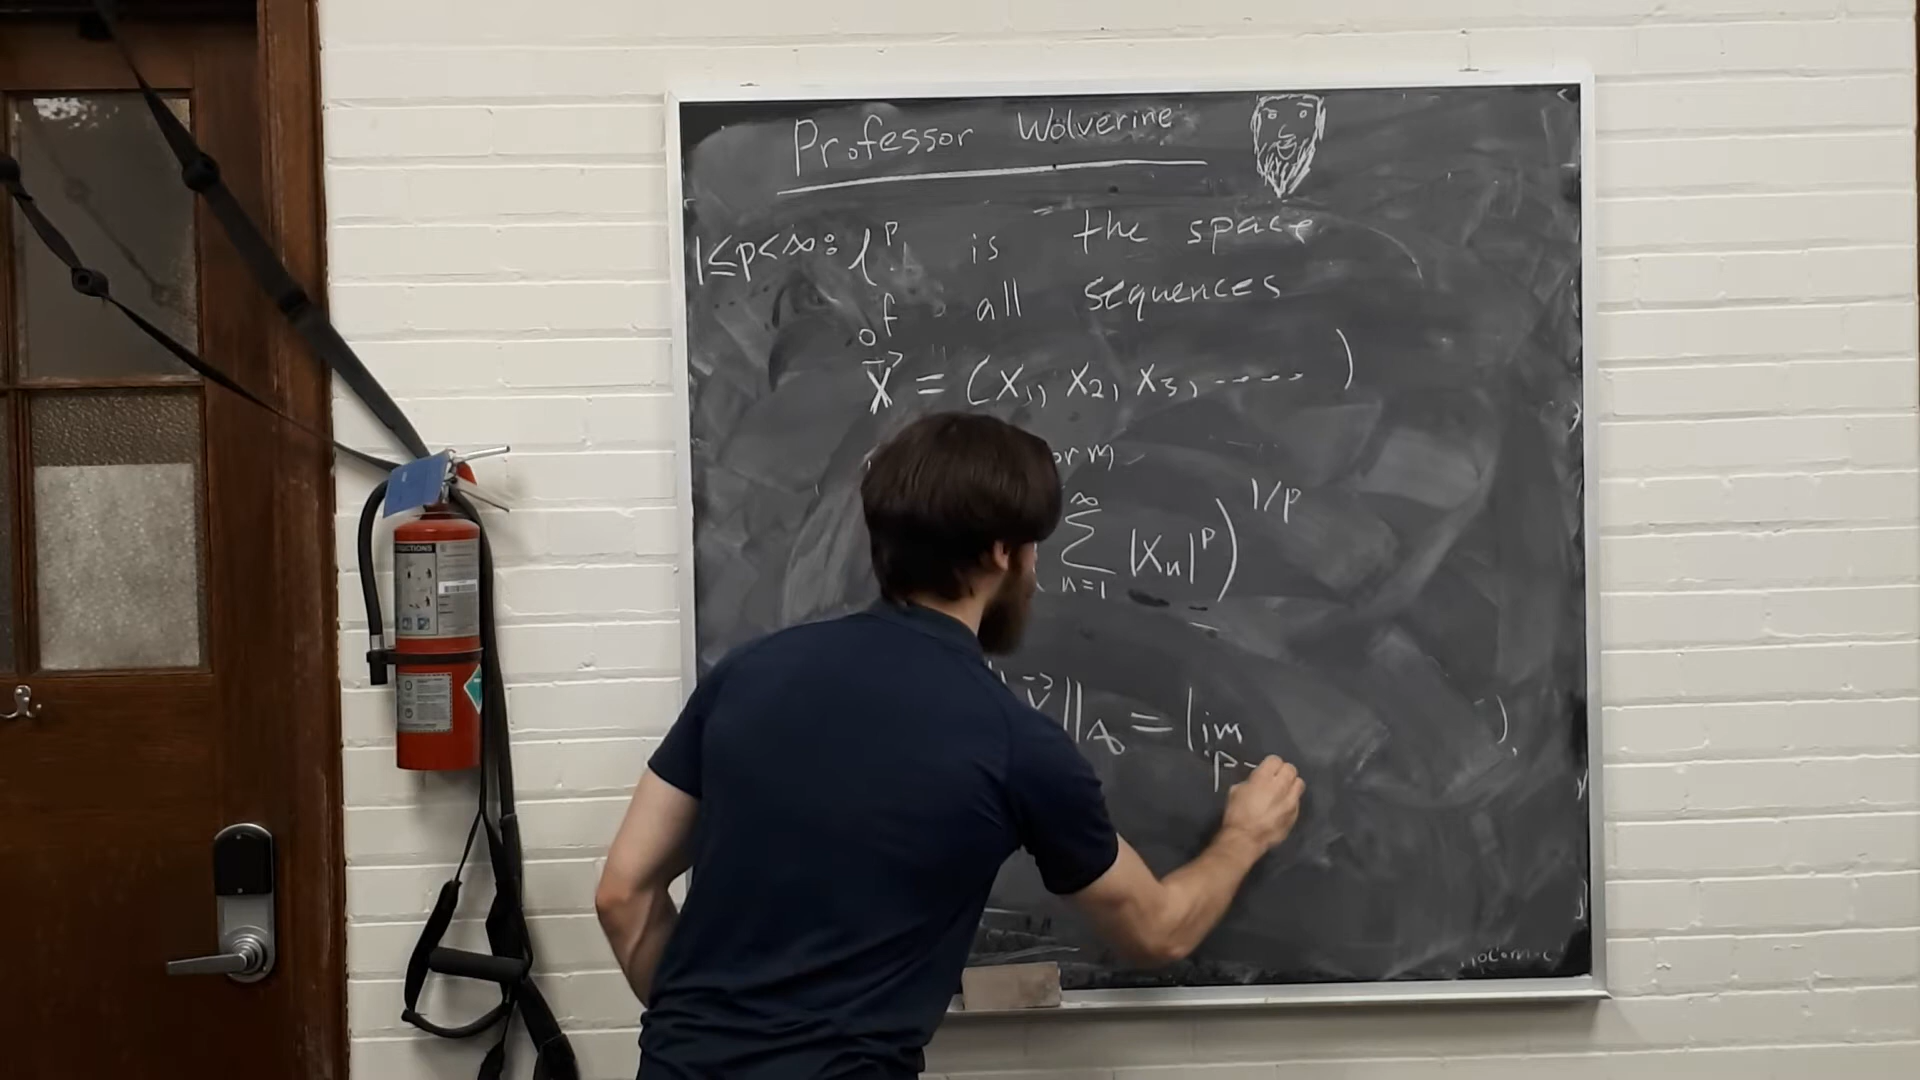 Professor Wolverine
1≤p<∞: ℓᵖ is the space
of all sequences
x⃗ = (x₁, x₂, x₃, ..... )
orm
∑ₙ₌₁^∞ |xₙ|ᵖ)^1/p
‖∞ = lim p- ).